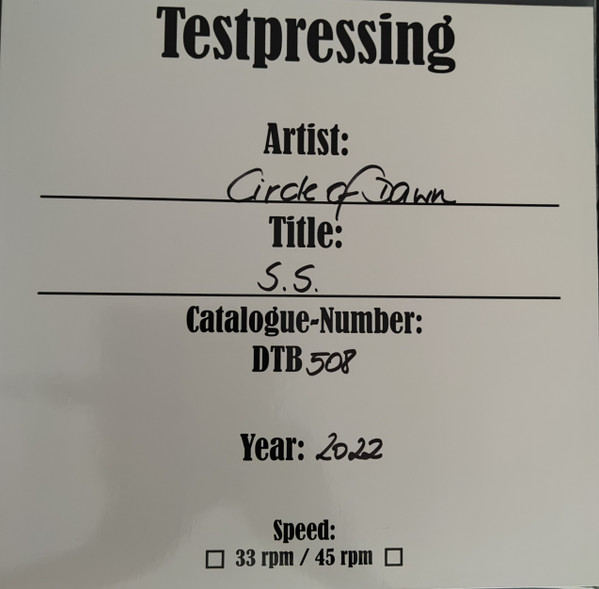 Testpressing
Artist:
Circle of Dawn
Title:
S.S.
Catalogue-Number:
DTB 508
Year: 2022
Speed:
☐ 33 rpm / 45 rpm ☐